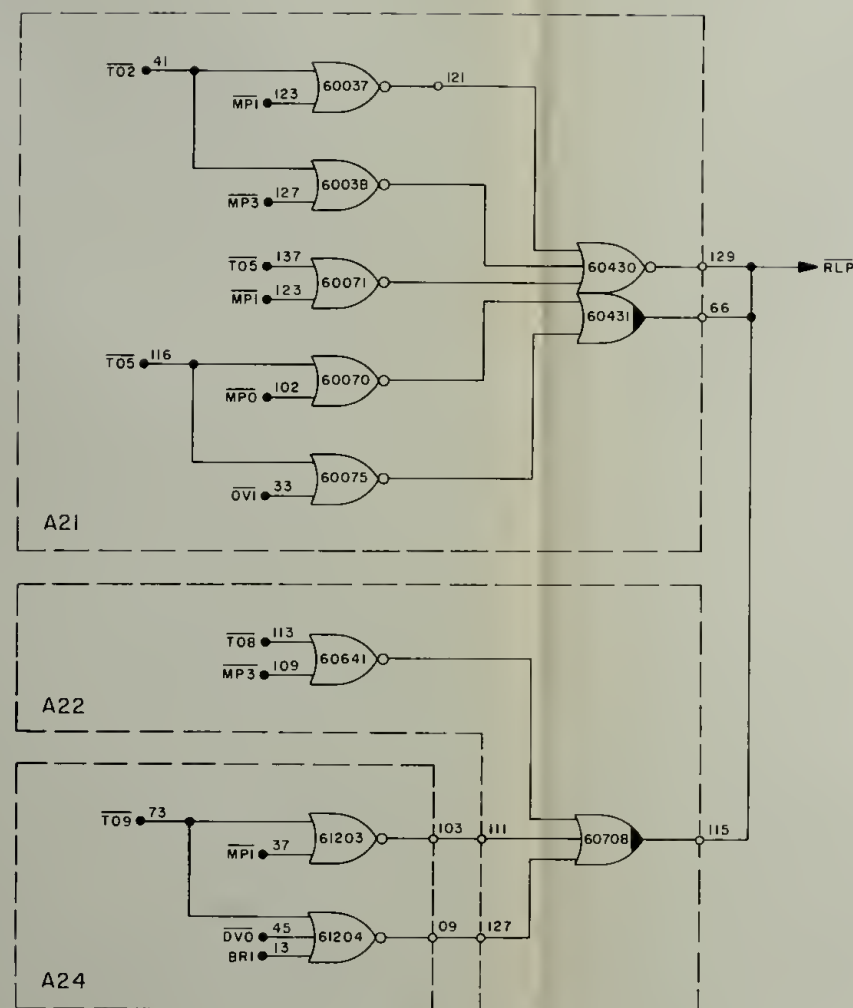 T02 41
60037
121
MP1 123
60038
MP3 127
T05 137
60071
MP1 123
60430
129
RLP
60431
66
T05 116
60070
MP0 102
60075
OV1 33
A21
T08 113
60641
MP3 109
A22
T09 73
61203
103
111
60708
115
MP1 37
09
127
DV0 45
61204
BR1 13
A24